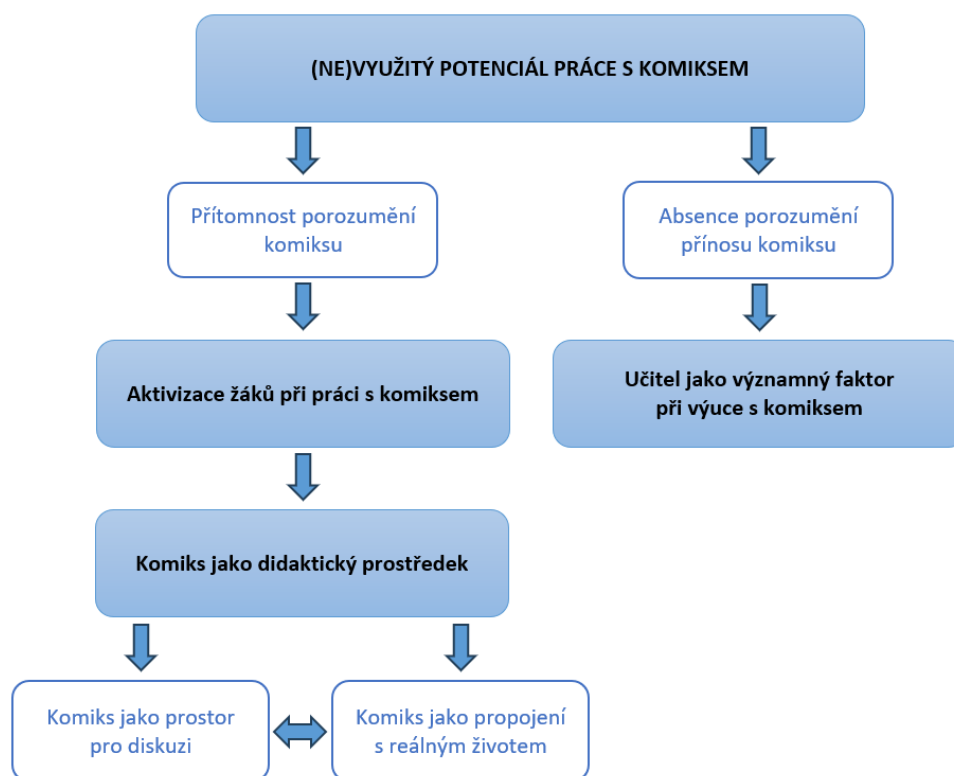 (NE)VYUŽITÝ POTENCIÁL PRÁCE S KOMIKSEM
Přítomnost porozumění
komiksu
Absence porozumění
přínosu komiksu
Aktivizace žáků při práci s komiksem
Učitel jako významný faktor
při výuce s komiksem
Komiks jako didaktický prostředek
Komiks jako prostor
pro diskuzi
Komiks jako propojení
s reálným životem